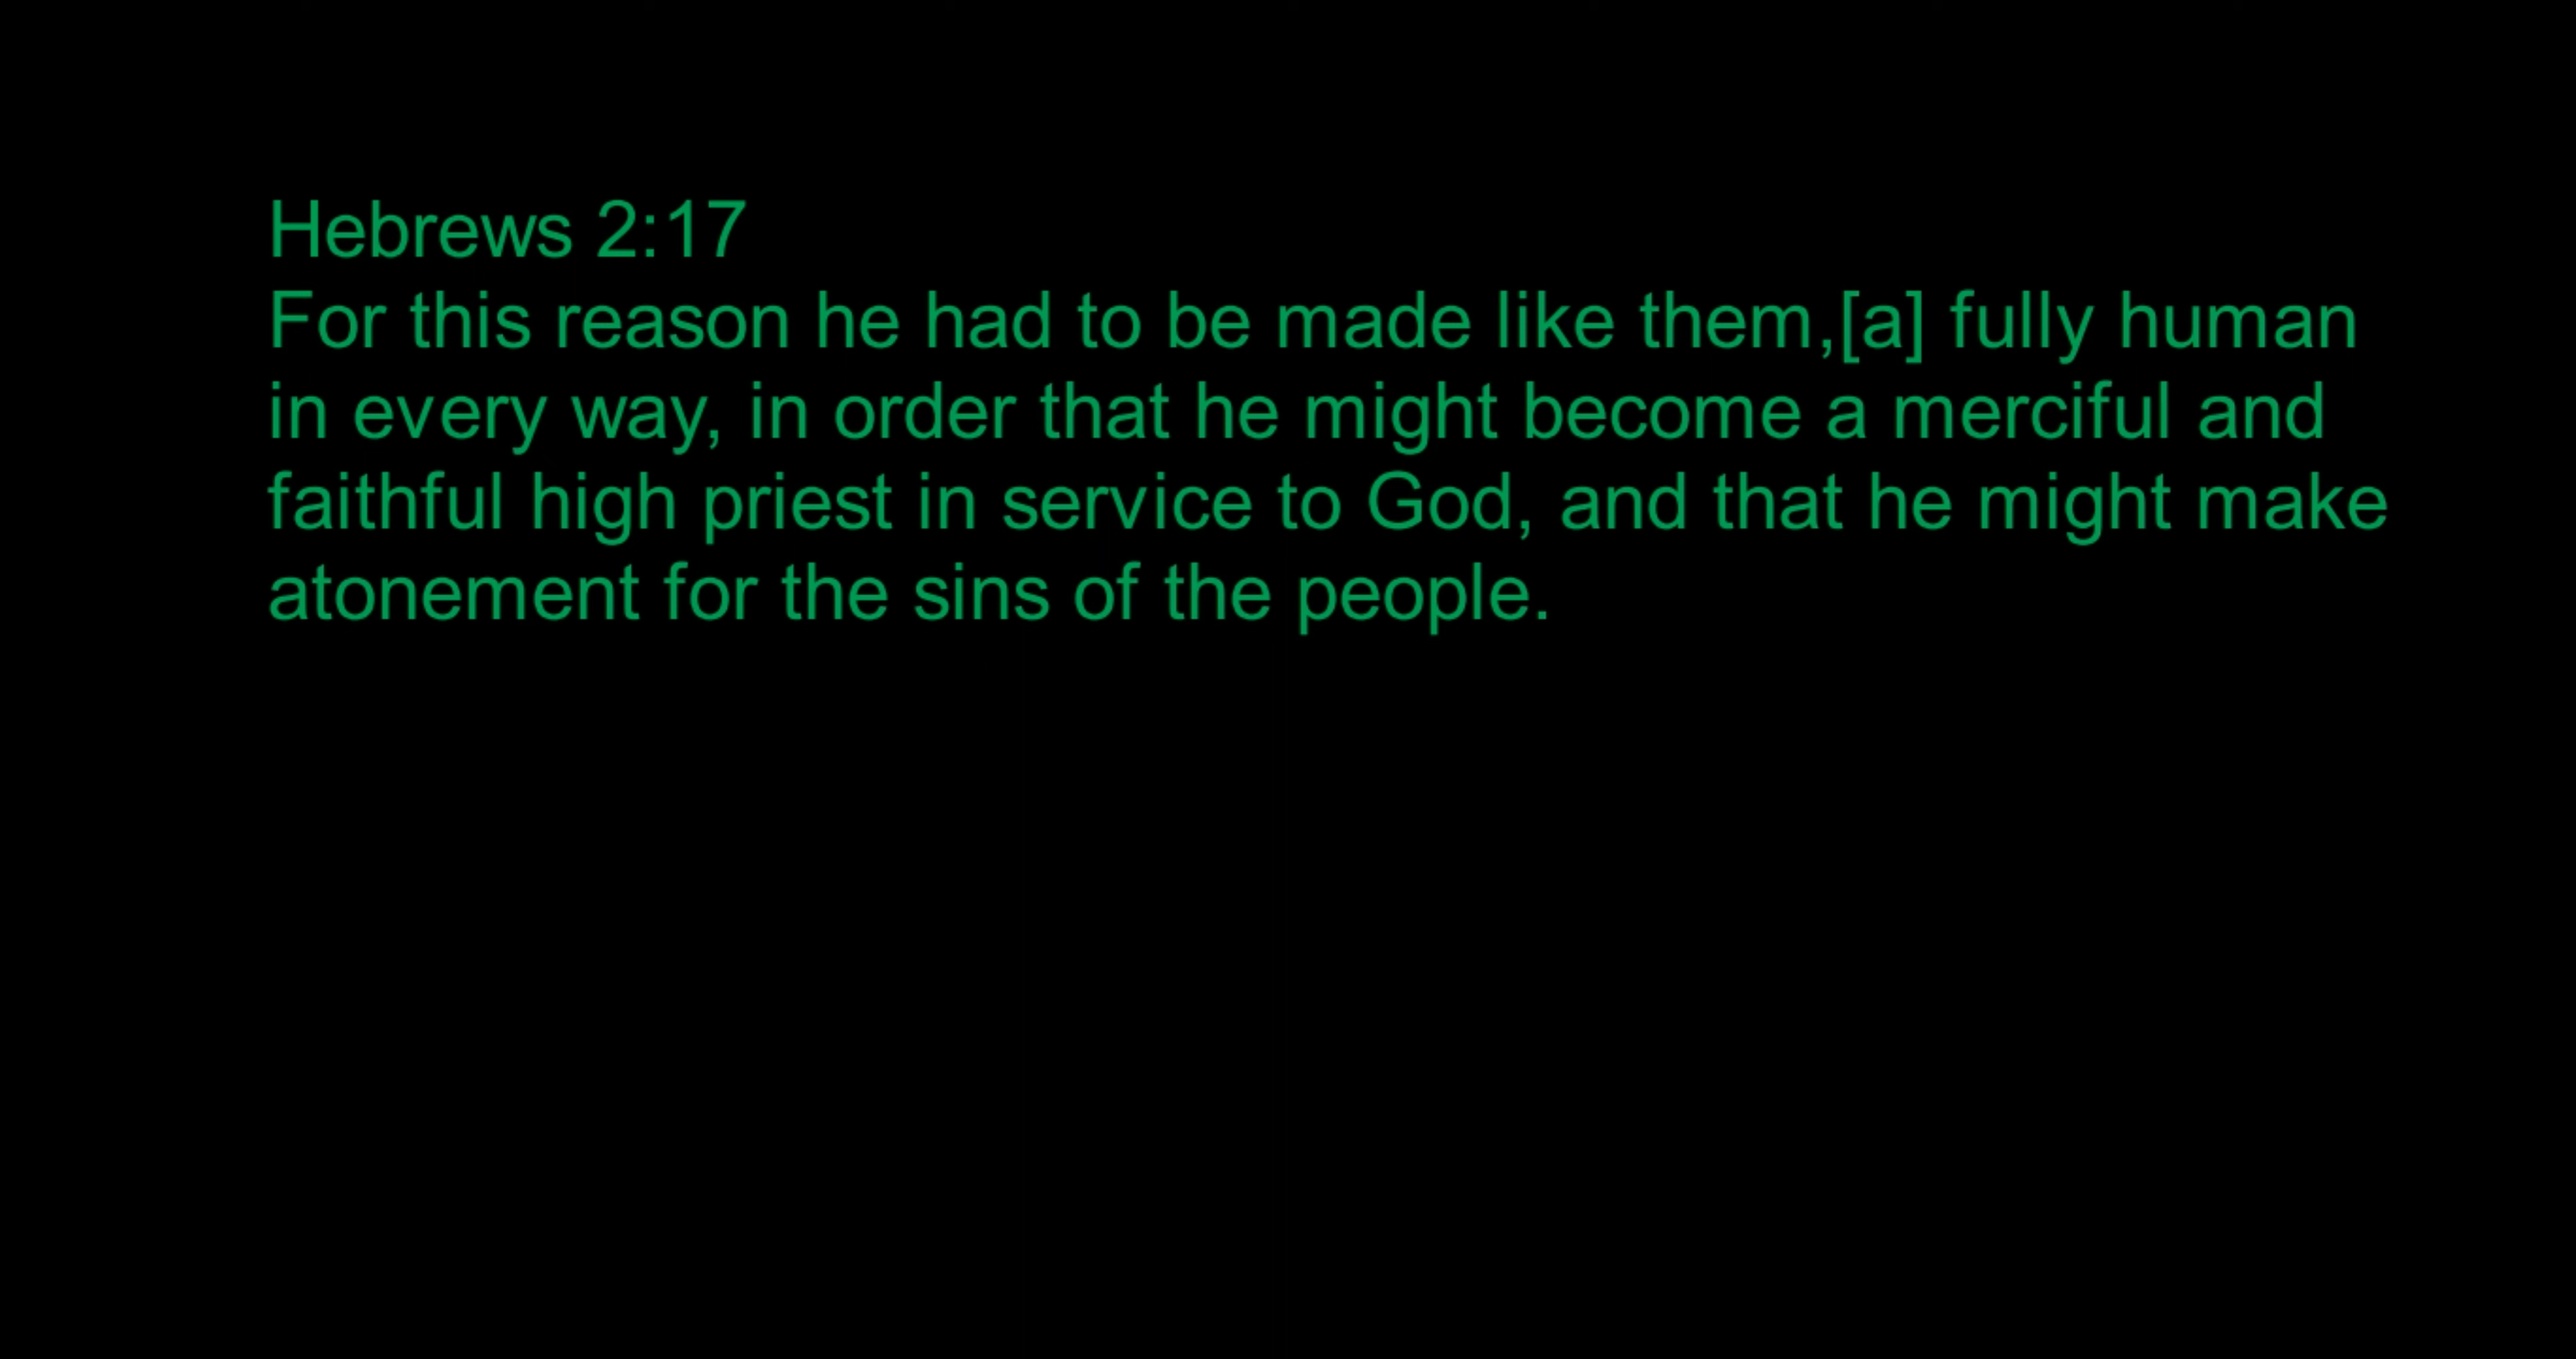 Hebrews 2:17
For this reason he had to be made like them,[a] fully human
in every way, in order that he might become a merciful and
faithful high priest in service to God, and that he might make
atonement for the sins of the people.